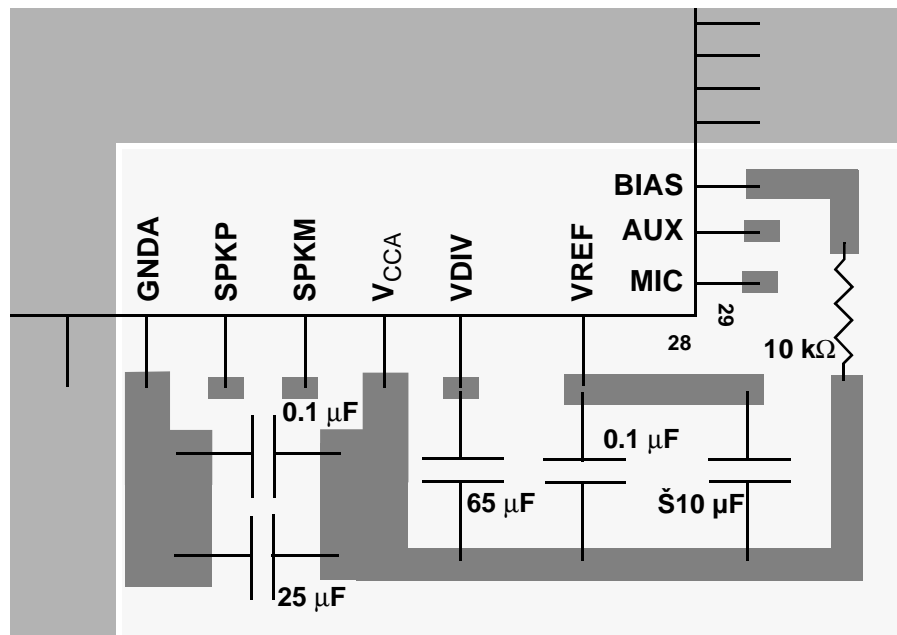 BIAS
AUX
MIC
GNDA
SPKP
SPKM
VCCA
VDIV
VREF
29
28
10 kΩ
0.1 µF
0.1 µF
65 µF
Š10 µF
25 µF